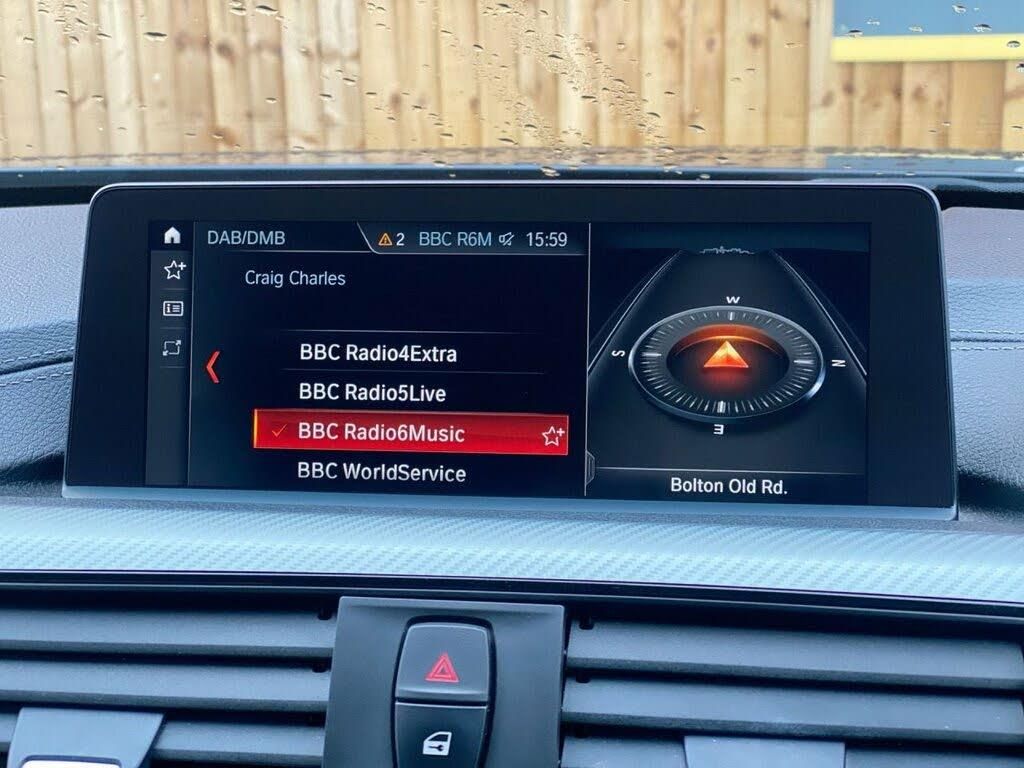 DAB/DMB
2 BBC R6M 15:59
Craig Charles
BBC Radio4Extra
BBC Radio5Live
BBC Radio6Music
BBC WorldService
W
S
N
E
Bolton Old Rd.